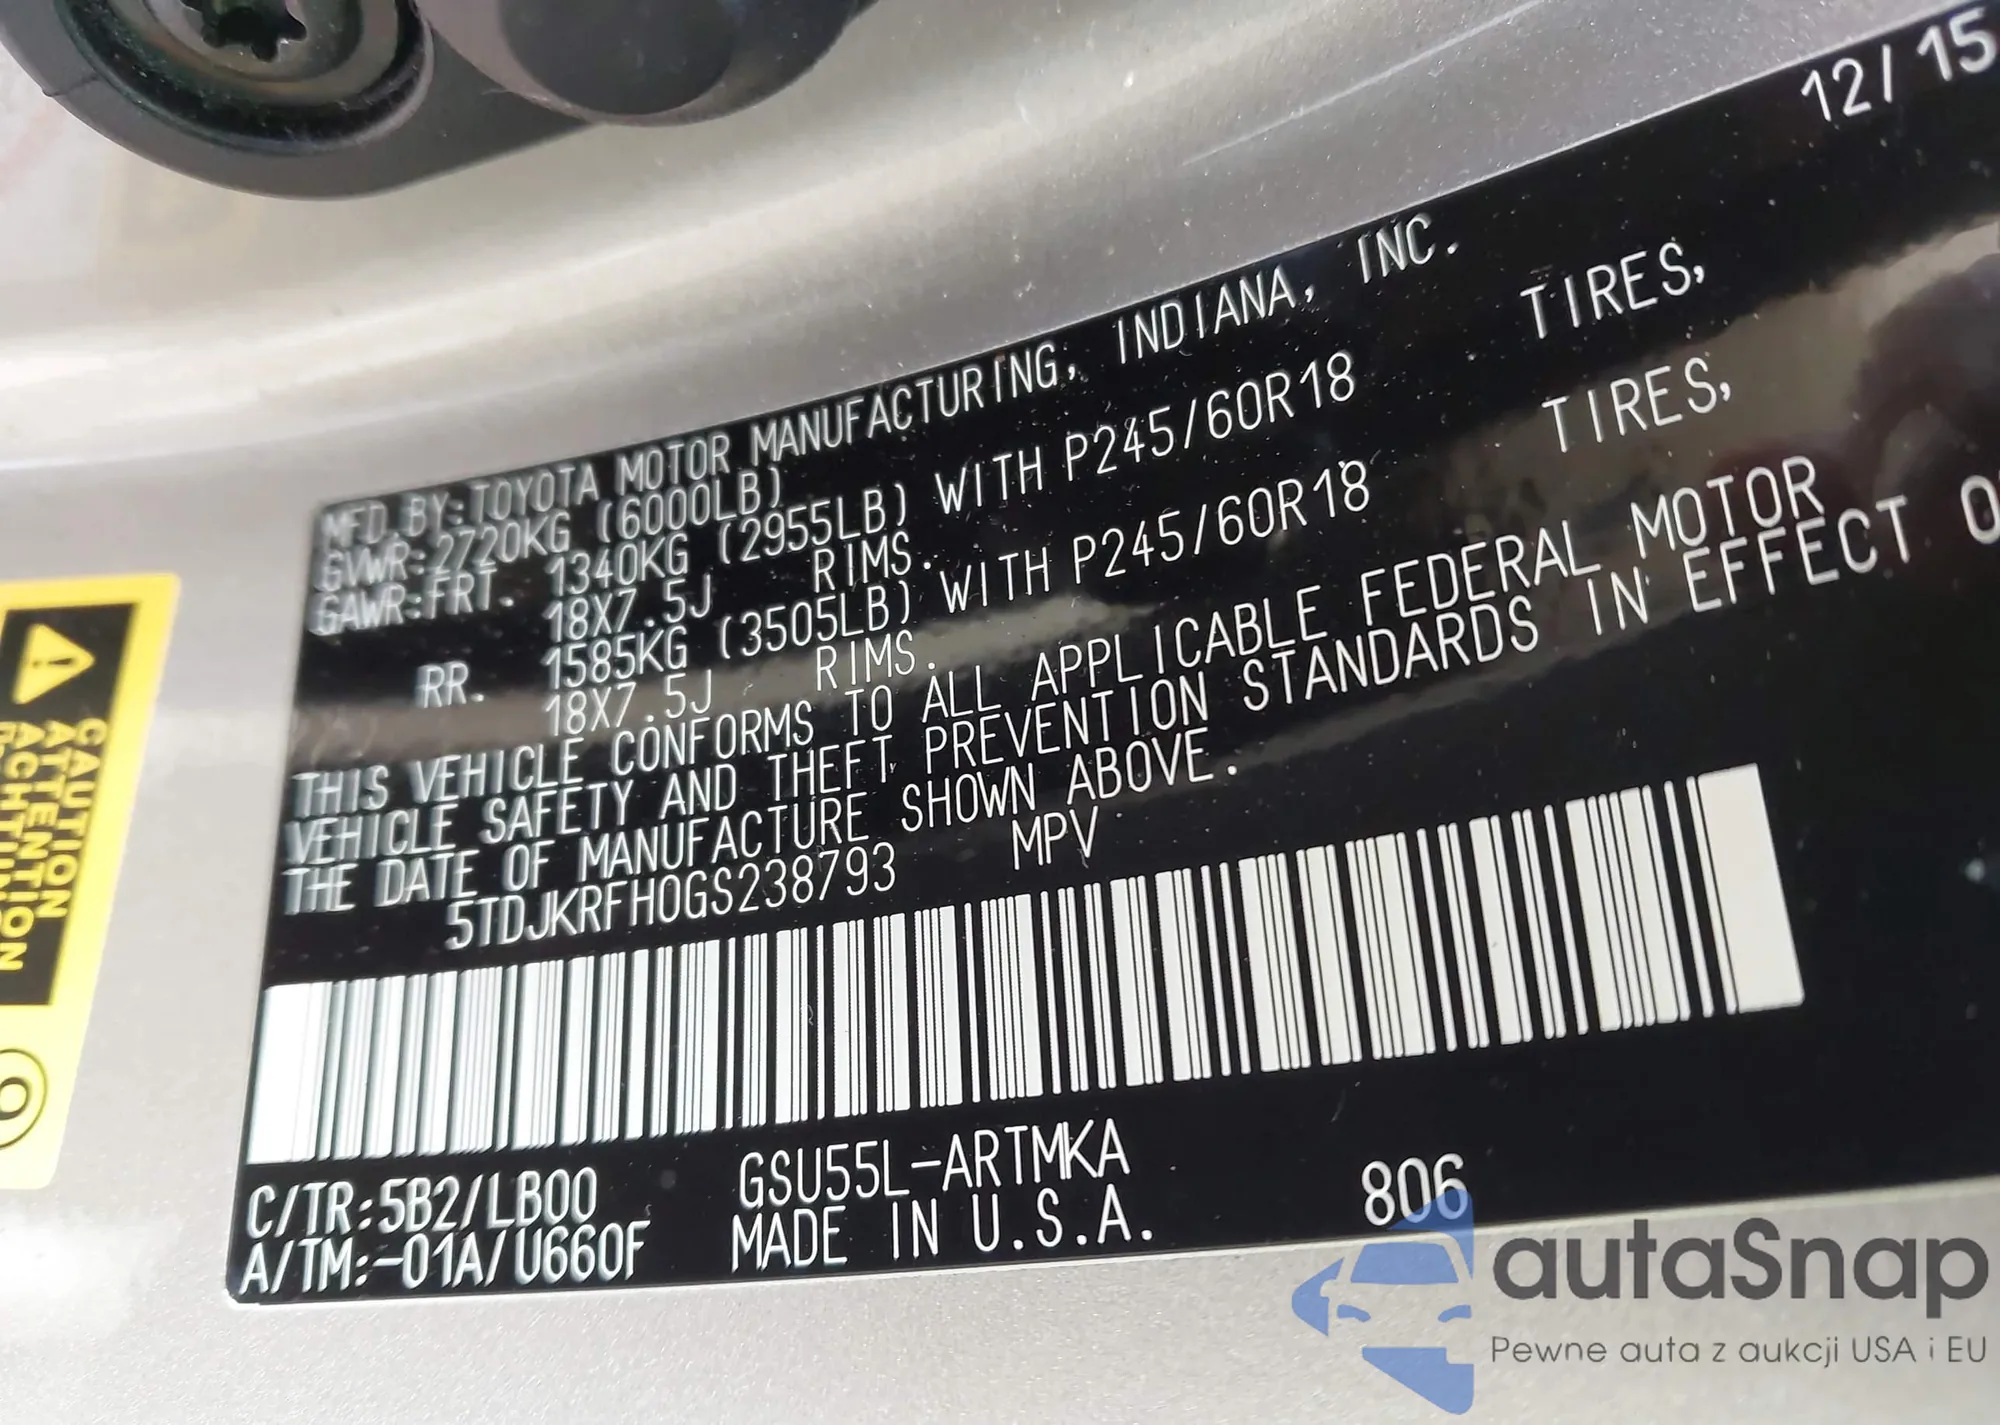 12/15
MFD. BY: TOYOTA MOTOR MANUFACTURING, INDIANA, INC.
GVWR: 2720KG (6000LB)
GAWR: FRT. 1340KG (2955LB) WITH P245/60R18 TIRES,
18X7.5J RIMS.
RR. 1585KG (3505LB) WITH P245/60R18 TIRES,
18X7.5J RIMS.
THIS VEHICLE CONFORMS TO ALL APPLICABLE FEDERAL MOTOR
VEHICLE SAFETY AND THEFT PREVENTION STANDARDS IN EFFECT
THE DATE OF MANUFACTURE SHOWN ABOVE.
5TDJKRFH0GS238793 MPV
C/TR:5B2/LB00 GSU55L-ARTMKA 806
A/TM:-01A/U660F MADE IN U.S.A.
CAUTION
ATTENTION
ACHTUNG
autaSnap
Pewne auta z aukcji USA i EU